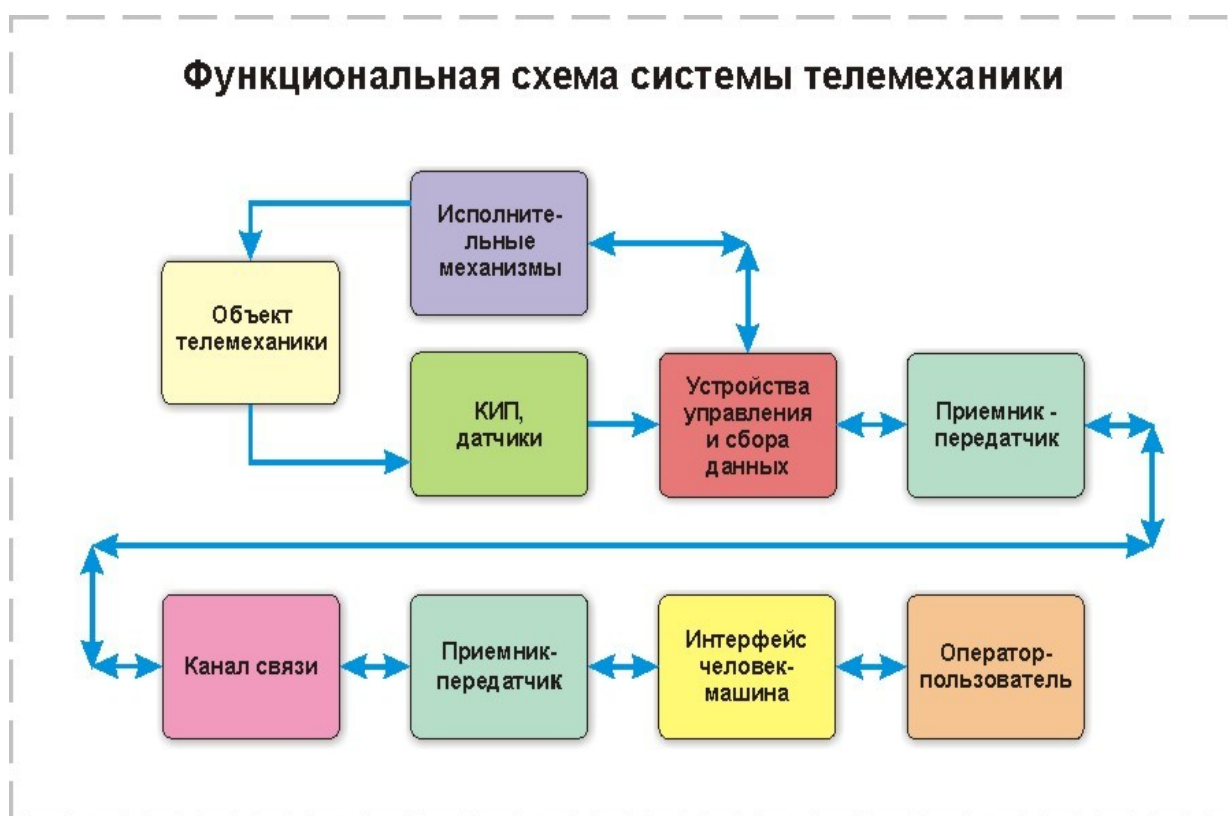 Функциональная схема системы телемеханики
Исполните-
льные
механизмы
Объект
телемеханики
КИП,
датчики
Устройства
управления
и сбора
данных
Приемник -
передатчик
Канал связи
Приемник-
передатчик
Интерфейс
человек-
машина
Оператор-
пользователь